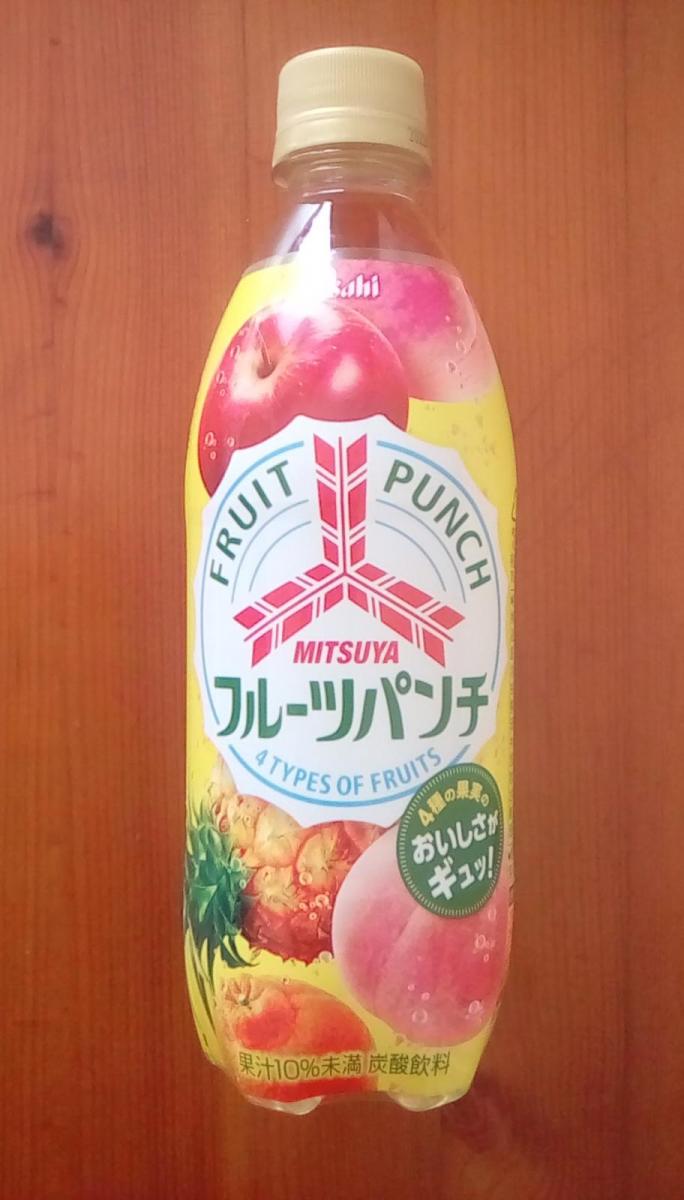 FRUIT PUNCH
MITSUYA
フルーツパンチ
4 TYPES OF FRUITS
4種の果実の
おいしさが
ギュッ!
果汁10%未満 炭酸飲料